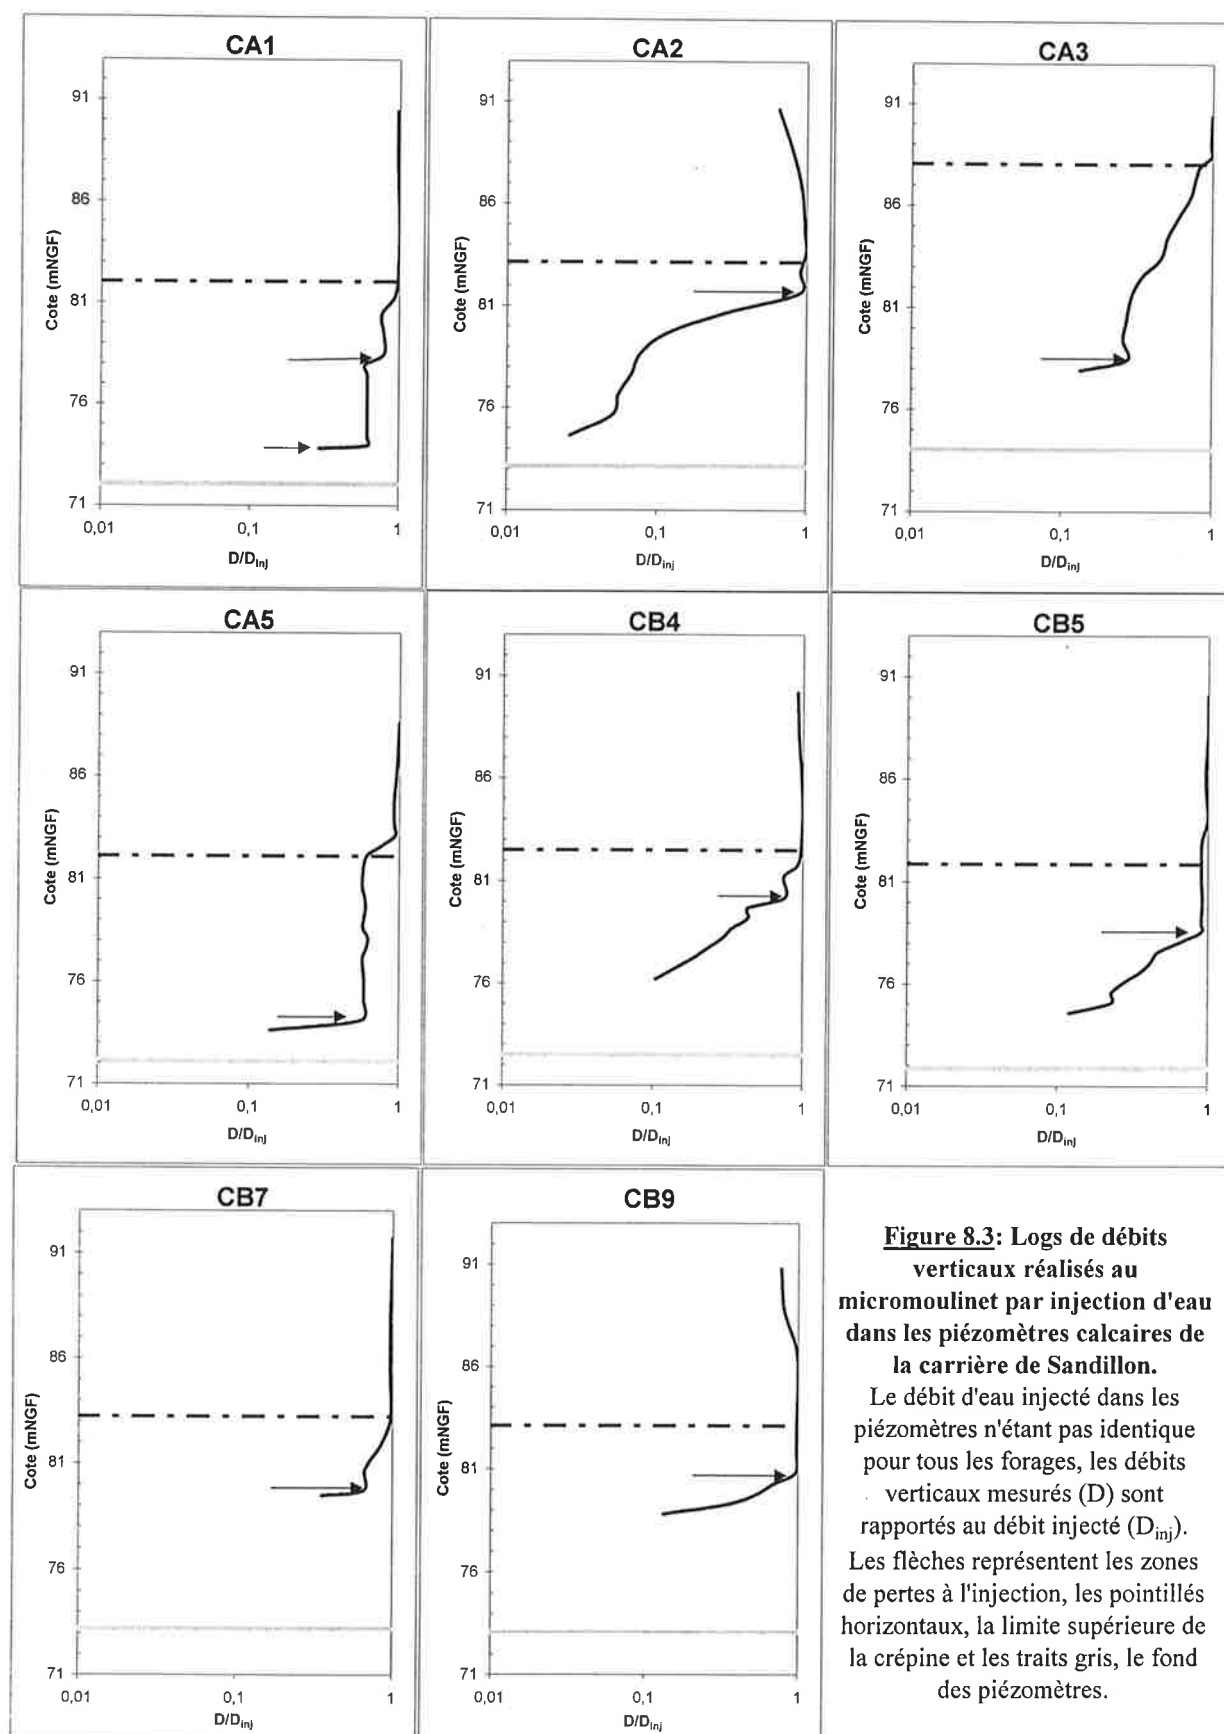 CA1
91
86
81
76
71
Cote (mNGF)
0,01
0,1
1
D/Dinj
CA2
91
86
81
76
71
Cote (mNGF)
0,01
0,1
1
D/Dinj
CA3
91
86
81
76
71
Cote (mNGF)
0,01
0,1
1
D/Dinj
CA5
91
86
81
76
71
Cote (mNGF)
0,01
0,1
1
D/Dinj
CB4
91
86
81
76
71
Cote (mNGF)
0,01
0,1
1
D/Dinj
CB5
91
86
81
76
71
Cote (mNGF)
0,01
0,1
1
D/Dinj
CB7
91
86
81
76
71
Cote (mNGF)
0,01
0,1
1
D/Dinj
CB9
91
86
81
76
71
Cote (mNGF)
0,01
0,1
1
D/Dinj
Figure 8.3: Logs de débits
verticaux réalisés au
micromoulinet par injection d'eau
dans les piézomètres calcaires de
la carrière de Sandillon.
Le débit d'eau injecté dans les
piézomètres n'étant pas identique
pour tous les forages, les débits
verticaux mesurés (D) sont
rapportés au débit injecté (Dinj).
Les flèches représentent les zones
de pertes à l'injection, les pointillés
horizontaux, la limite supérieure de
la crépine et les traits gris, le fond
des piézomètres.